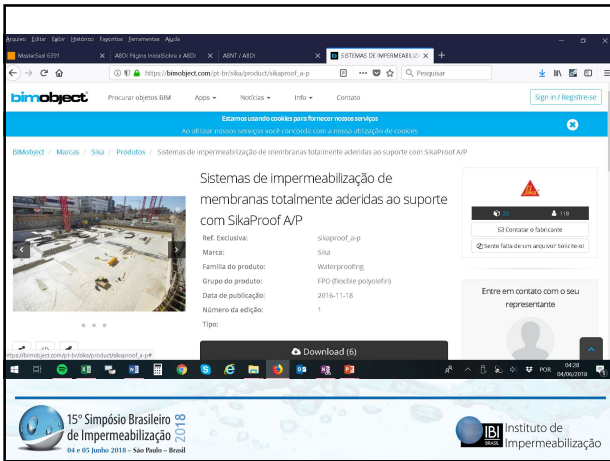 Arquivo Editar Exibir Histórico Favoritos Ferramentas Ajuda
MasterSeal 6391 × ABDI Página InicialSobre a ABDI × ABNT / ABDI × SISTEMAS DE IMPERMEABILIZ × +
https://bimobject.com/pt-br/sika/product/sikaproof_a-p Pesquisar
bimobject Procurar objetos BIM Apps Notícias Info Contato Sign in / Registre-se
Estamos usando cookies para fornecer nossos serviços
Ao utilizar nossos serviços você concorda com a nossa utilização de cookies
BIMobject / Marcas / Sika / Produtos / Sistemas de impermeabilização de membranas totalmente aderidas ao suporte com SikaProof A/P
Sistemas de impermeabilização de
membranas totalmente aderidas ao suporte
com SikaProof A/P
Ref. Exclusiva: sikaproof_a-p
Marca: Sika
Família do produto: Waterproofing
Grupo do produto: FPO (flexible polyolefin)
Data de publicação: 2016-11-18
Número da edição: 1
Tipo:
Download (6)
Sika
20 118
Contatar o fabricante
Sente falta de um arquivo? Solicite-o!
Entre em contato com o seu
representante
https://bimobject.com/pt-br/sika/product/sikaproof_a-p#
POR 04:28
04/06/2018
15º Simpósio Brasileiro
de Impermeabilização
2018
04 e 05 Junho 2018 – São Paulo – Brasil
IBI
BRASIL
Instituto de
Impermeabilização